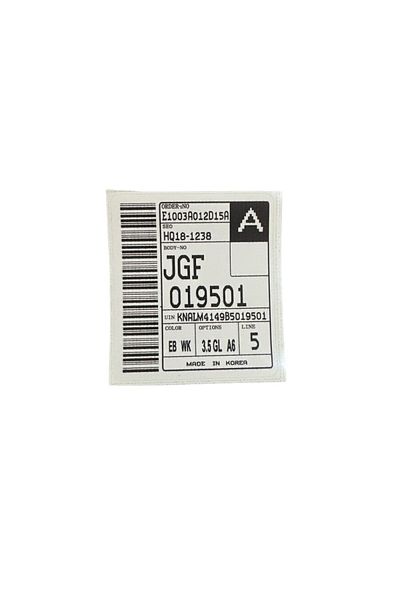 ORDER-NO
E1003A012D15A
A
SEQ
HQ18-1238
BODY-NO
JGF
019501
VIN KNALM4149B5019501
COLOR OPTIONS LINE
EB WK 3.5 GL A6 5
MADE IN KOREA